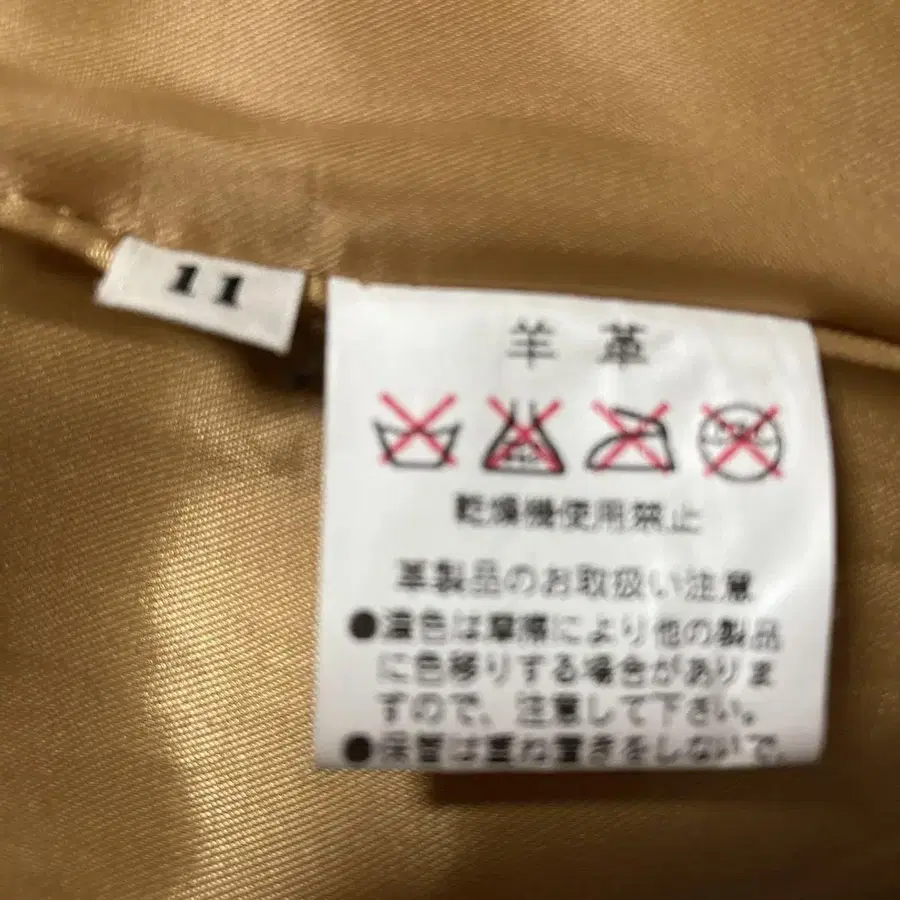 11
羊革
乾燥機使用禁止
革製品のお取扱い注意
●濃色は摩擦により他の製品
に色移りする場合がありま
すので、注意して下さい。
●保管は重ね置きをしないで、